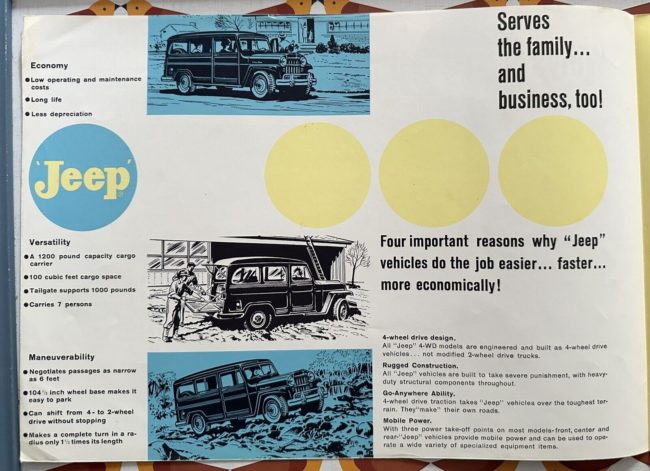 Economy
● Low operating and maintenance
costs
● Long life
● Less depreciation
'Jeep'
Versatility
● A 1200 pound capacity cargo
carrier
● 100 cubic feet cargo space
● Tailgate supports 1000 pounds
● Carries 7 persons
Maneuverability
● Negotiates passages as narrow
as 6 feet
● 104½ inch wheel base makes it
easy to park
● Can shift from 4- to 2-wheel
drive without stopping
● Makes a complete turn in a ra-
dius only 1½ times its length
Serves
the family...
and
business, too!
Four important reasons why "Jeep"
vehicles do the job easier... faster...
more economically!
4-wheel drive design.
All "Jeep" 4-WD models are engineered and built as 4-wheel drive
vehicles... not modified 2-wheel drive trucks.
Rugged Construction.
All "Jeep" vehicles are built to take severe punishment, with heavy-
duty structural components throughout.
Go-Anywhere Ability.
4-wheel drive traction takes "Jeep" vehicles over the toughest ter-
rain. They "make" their own roads.
Mobile Power.
With three power take-off points on most models-front, center and
rear-"Jeep" vehicles provide mobile power and can be used to ope-
rate a wide variety of specialized equipment items.